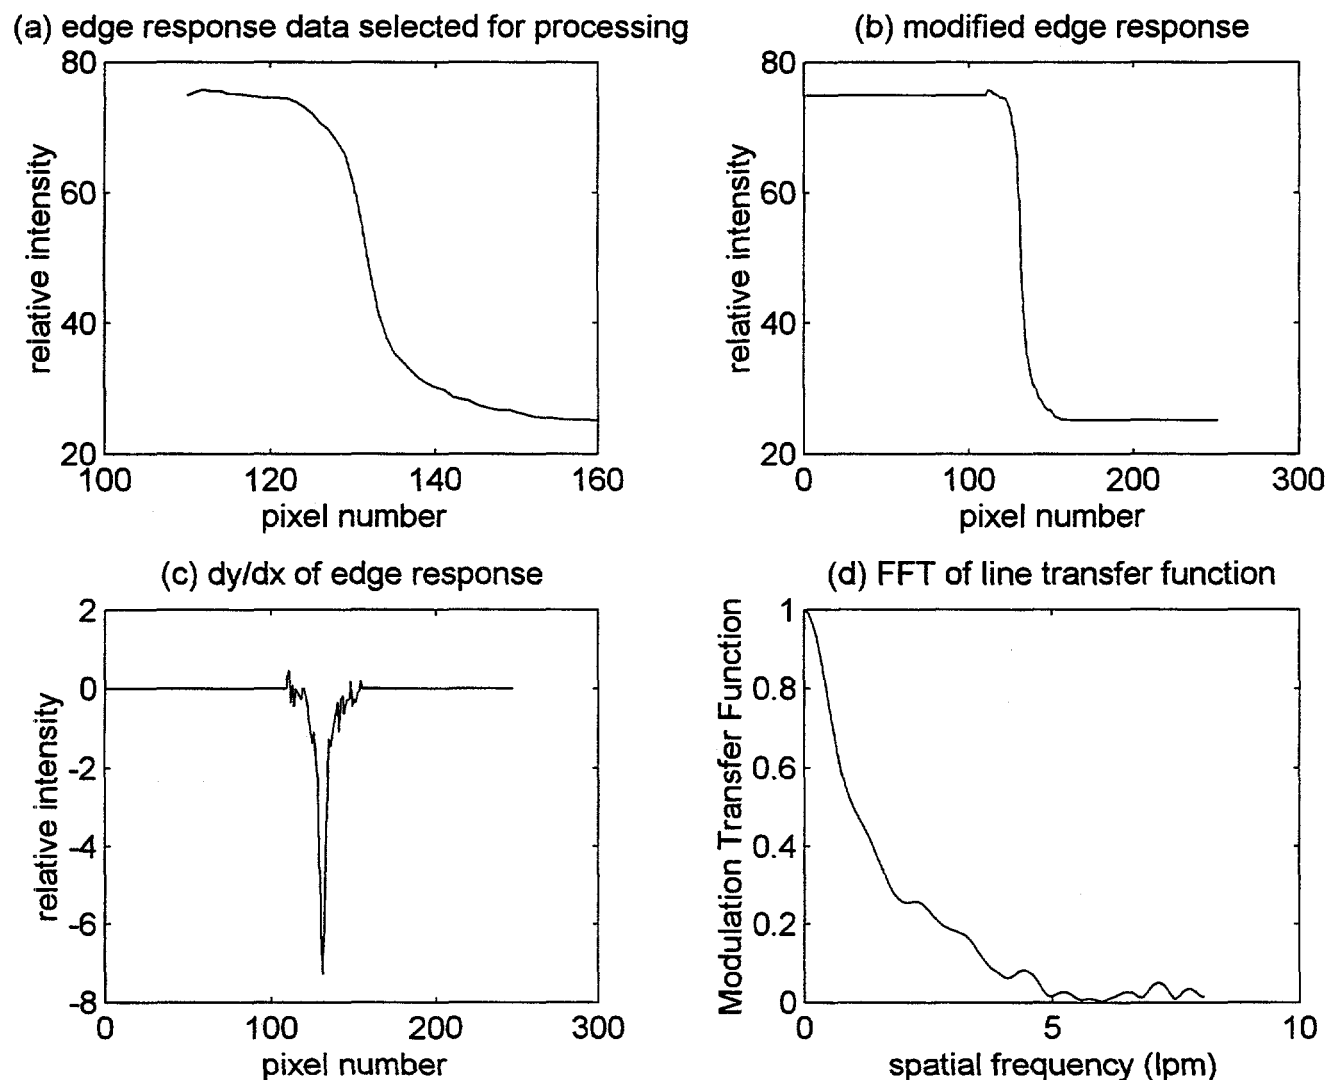 (a) edge response data selected for processing
80
60
40
20
relative intensity
100 120 140 160
pixel number
(b) modified edge response
80
60
40
20
relative intensity
0 100 200 300
pixel number
(c) dy/dx of edge response
2
0
-2
-4
-6
-8
relative intensity
0 100 200 300
pixel number
(d) FFT of line transfer function
1
0.8
0.6
0.4
0.2
0
Modulation Transfer Function
0 5 10
spatial frequency (lpm)